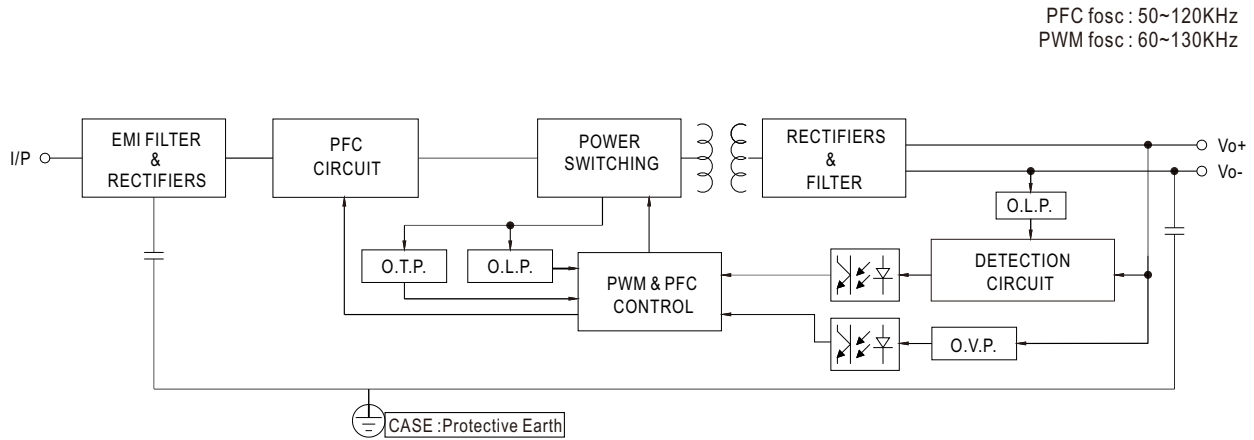 PFC fosc : 50~120KHz
PWM fosc : 60~130KHz
I/P
EMI FILTER
&
RECTIFIERS
PFC
CIRCUIT
POWER
SWITCHING
RECTIFIERS
&
FILTER
Vo+
Vo-
O.L.P.
O.T.P.
O.L.P.
PWM & PFC
CONTROL
DETECTION
CIRCUIT
O.V.P.
CASE :Protective Earth